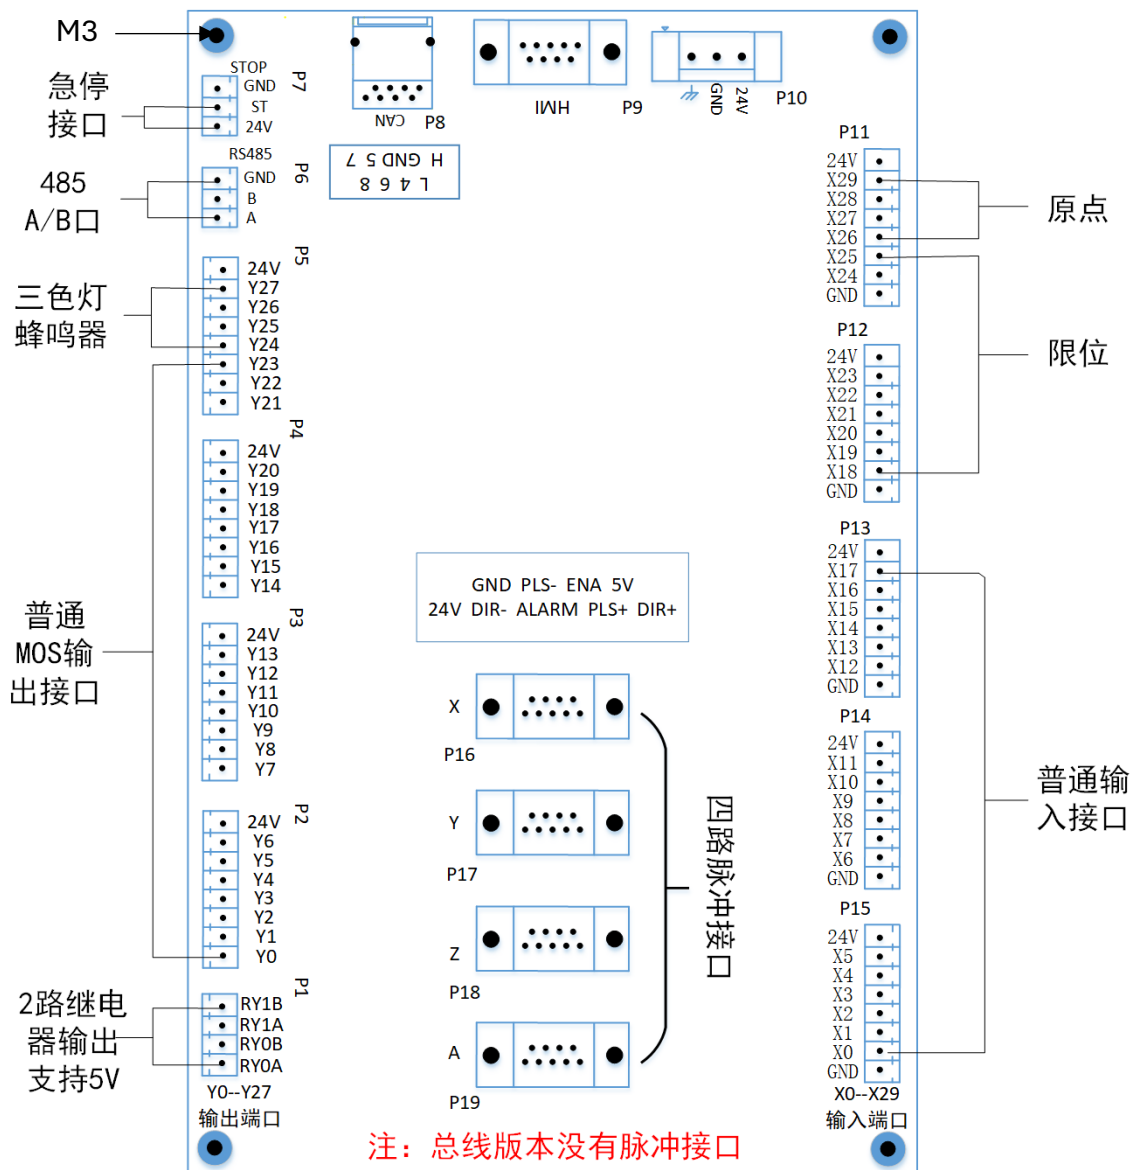 M3
急停
接口
STOP
GND
ST
24V
P7
CAN
P8
HMI
P9
GND
24V
P10
H GND 5 7
L 4 6 8
485
A/B口
RS485
GND
B
A
P6
三色灯
蜂鸣器
P5
24V
Y27
Y26
Y25
Y24
Y23
Y22
Y21
P4
24V
Y20
Y19
Y18
Y17
Y16
Y15
Y14
普通
MOS输
出接口
P3
24V
Y13
Y12
Y11
Y10
Y9
Y8
Y7
P2
24V
Y6
Y5
Y4
Y3
Y2
Y1
Y0
2路继电
器输出
支持5V
P1
RY1B
RY1A
RY0B
RY0A
Y0--Y27
输出端口
GND PLS- ENA 5V
24V DIR- ALARM PLS+ DIR+
X
P16
Y
P17
Z
P18
A
P19
四路脉冲接口
P11
24V
X29
X28
X27
X26
X25
X24
GND
原点
限位
P12
24V
X23
X22
X21
X20
X19
X18
GND
P13
24V
X17
X16
X15
X14
X13
X12
GND
P14
24V
X11
X10
X9
X8
X7
X6
GND
普通输
入接口
P15
24V
X5
X4
X3
X2
X1
X0
GND
X0--X29
输入端口
注：总线版本没有脉冲接口